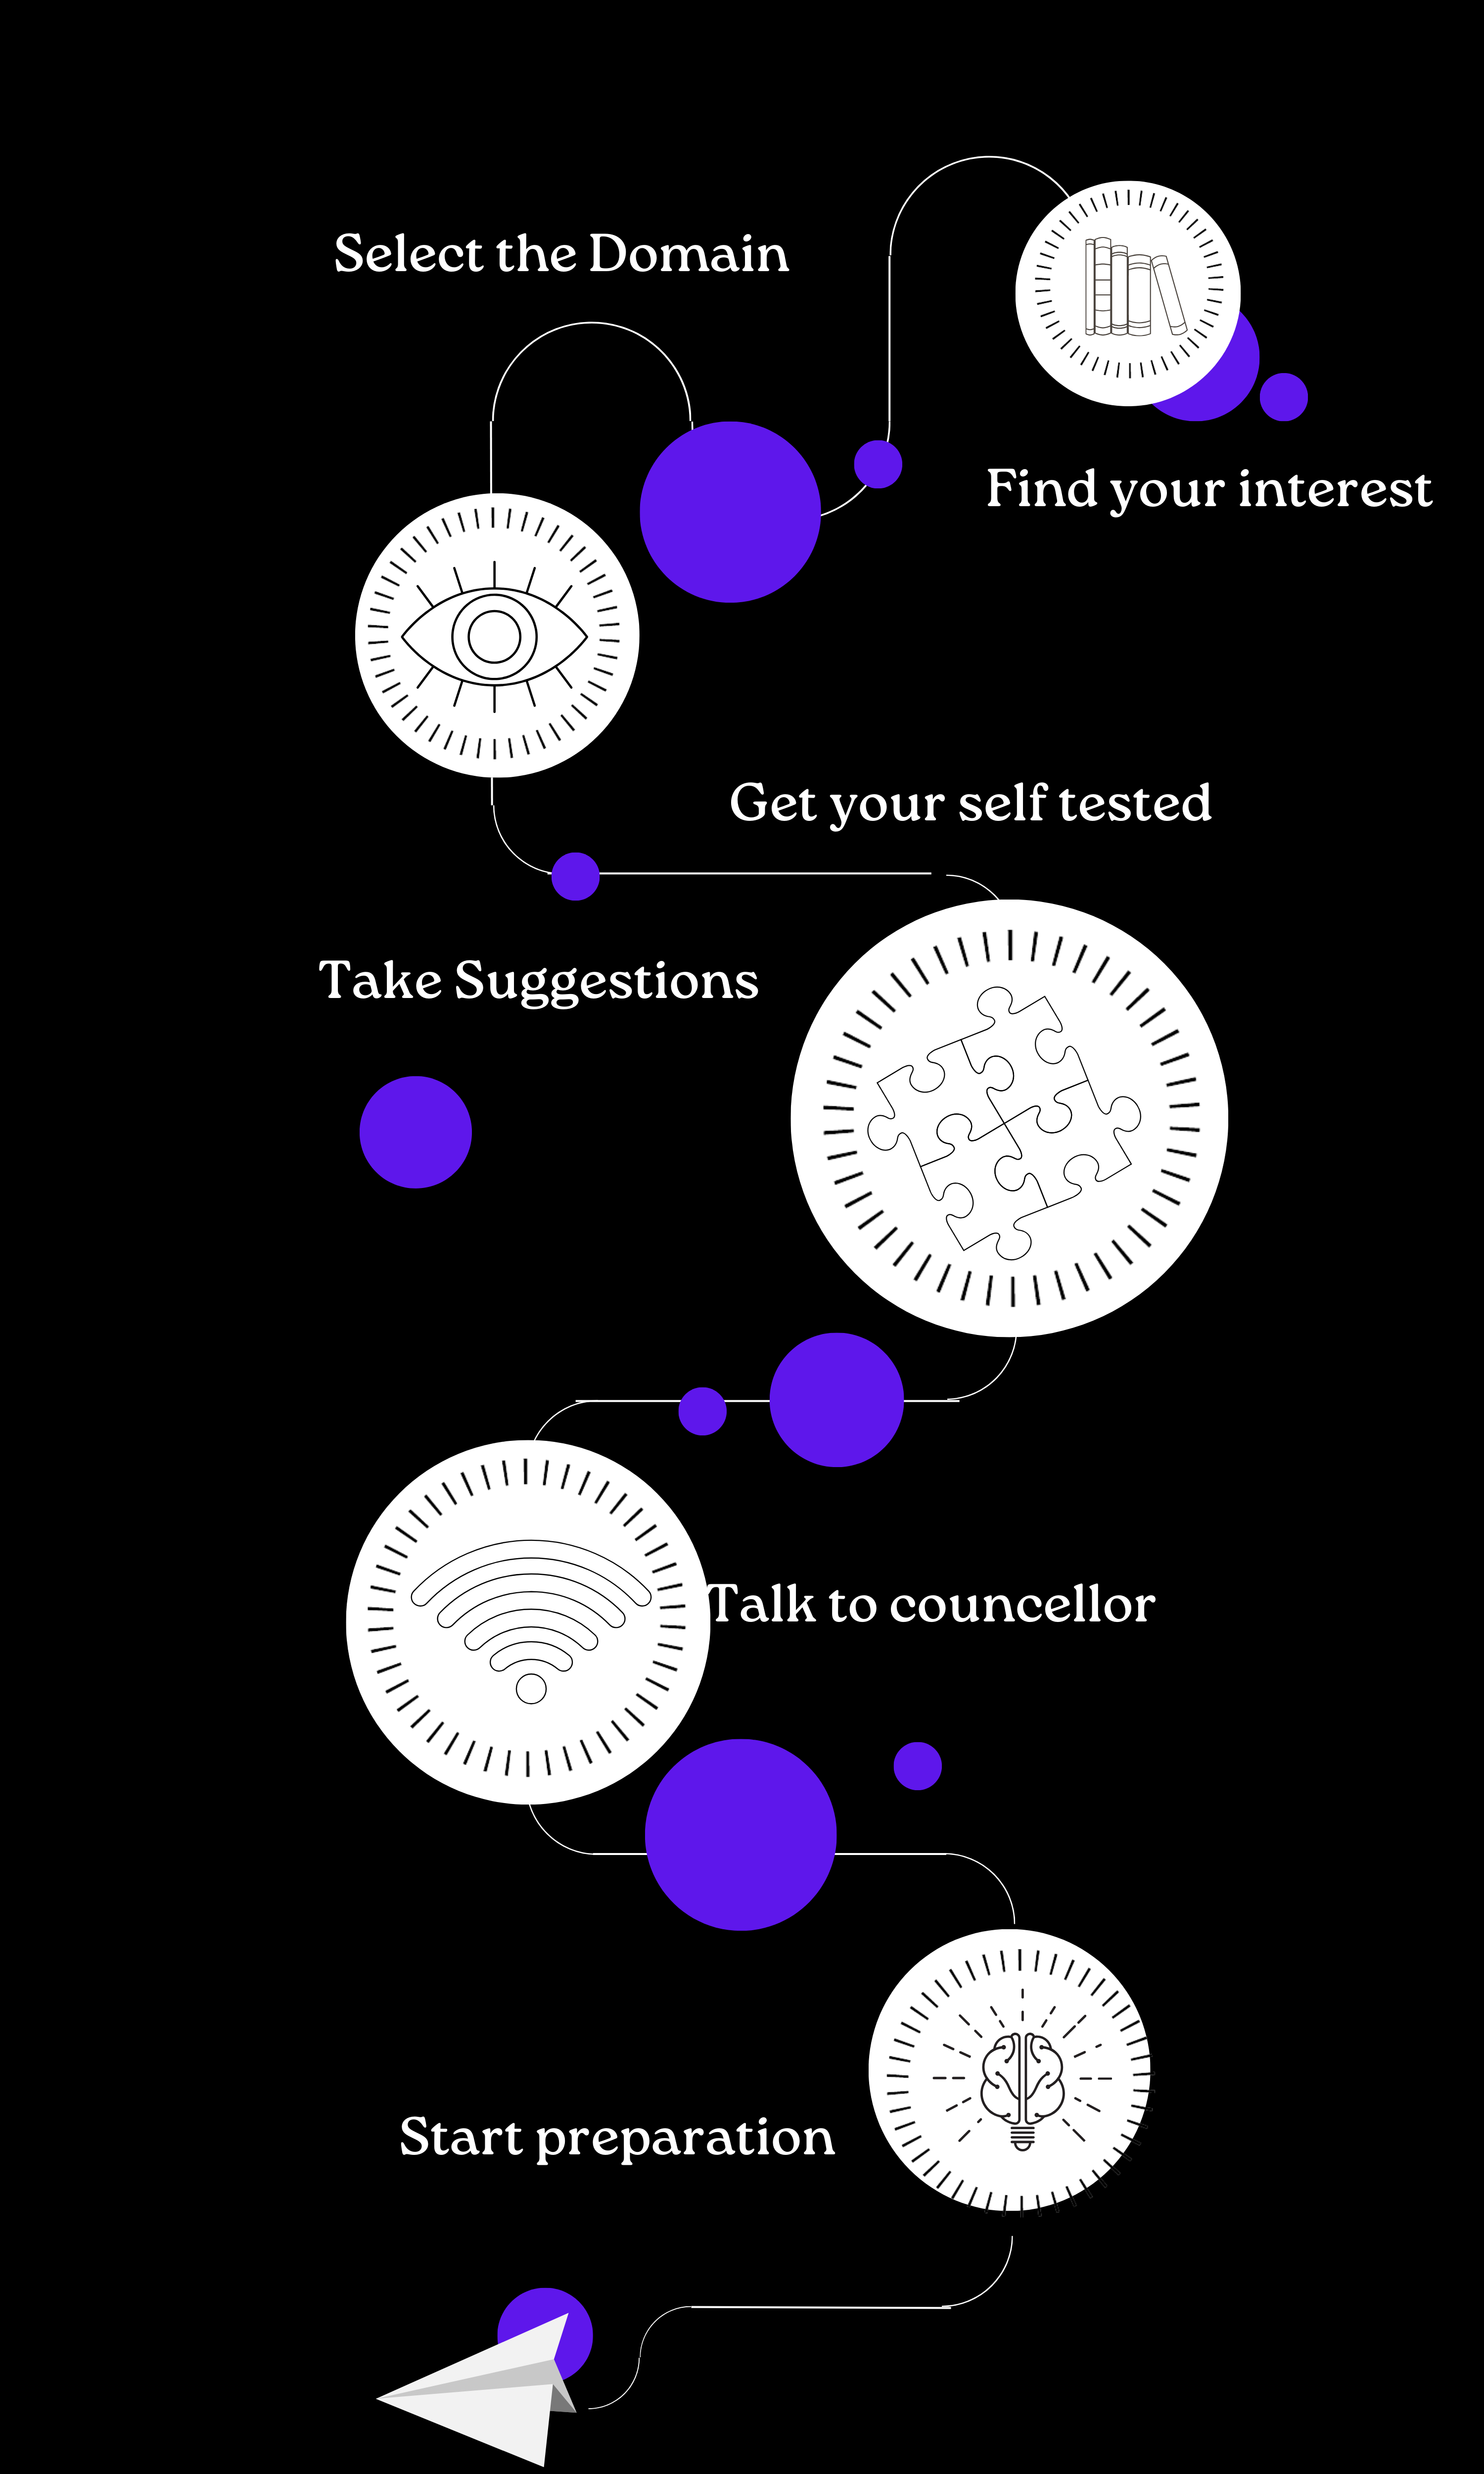 Select the Domain
Find your interest
Get your self tested
Take Suggestions
Talk to councellor
Start preparation